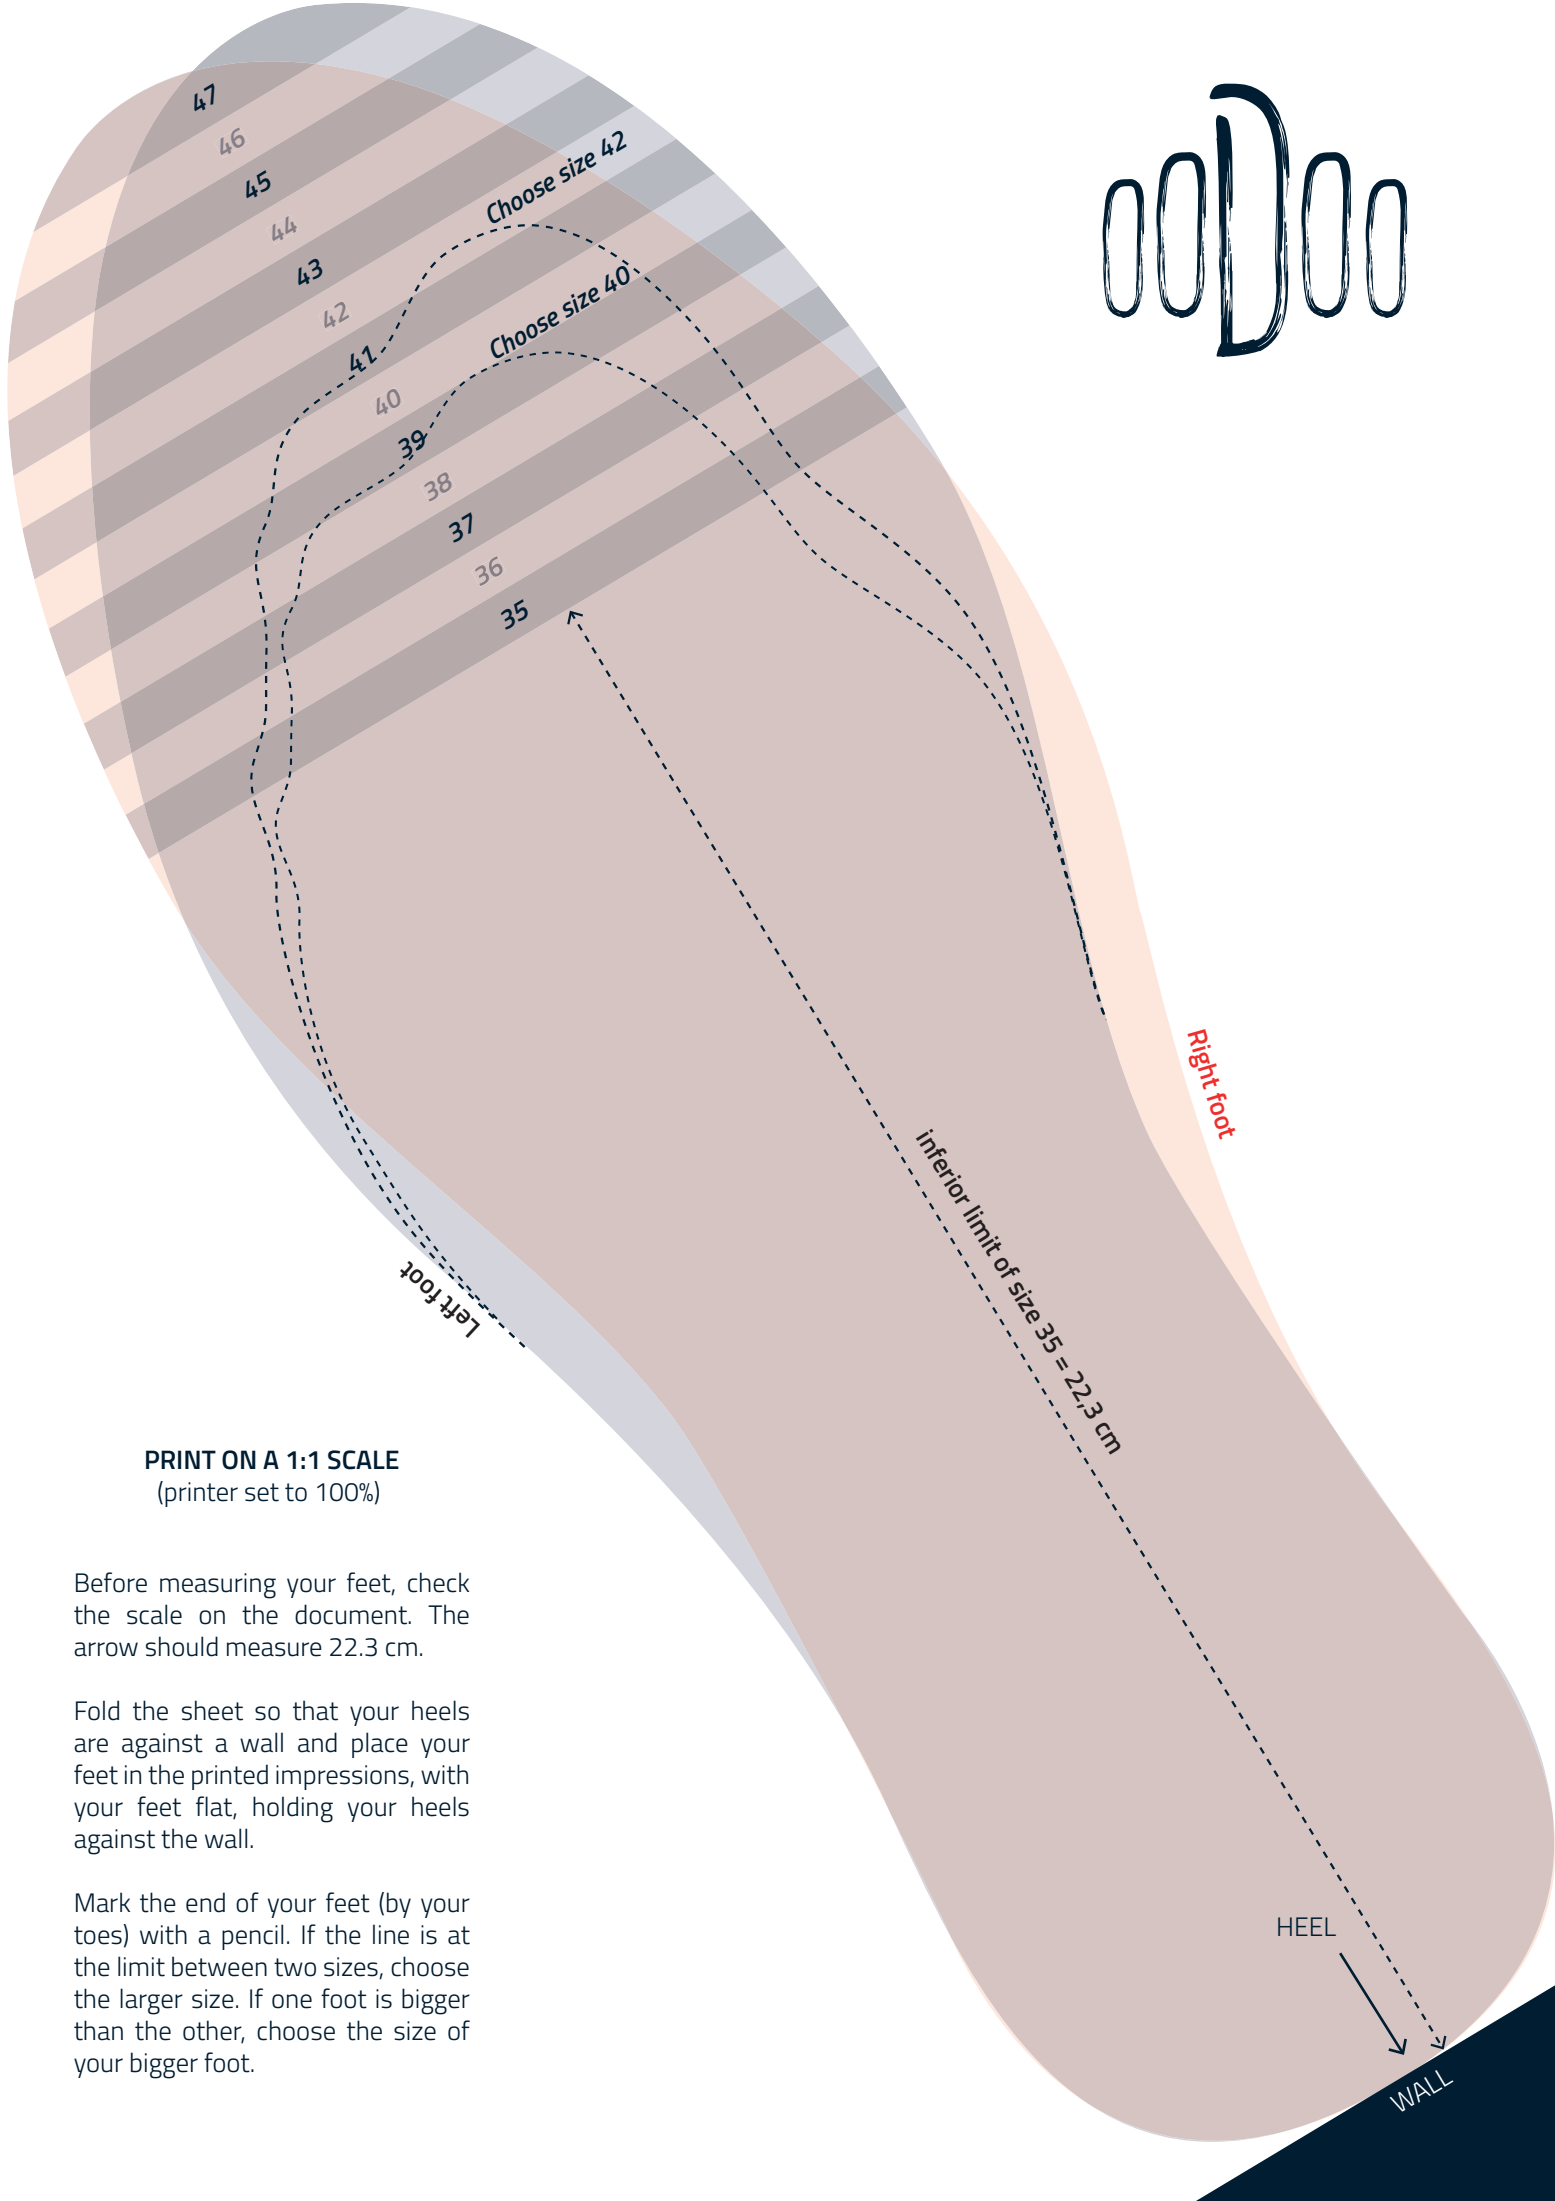 47
46
45
44
43
42
41
40
39
38
37
36
35
Choose size 42
Choose size 40
Right foot
Left foot
inferior limit of size 35 = 22,3 cm
PRINT ON A 1:1 SCALE
(printer set to 100%)
Before measuring your feet, check
the scale on the document. The
arrow should measure 22.3 cm.
Fold the sheet so that your heels
are against a wall and place your
feet in the printed impressions, with
your feet flat, holding your heels
against the wall.
Mark the end of your feet (by your
toes) with a pencil. If the line is at
the limit between two sizes, choose
the larger size. If one foot is bigger
than the other, choose the size of
your bigger foot.
HEEL
WALL